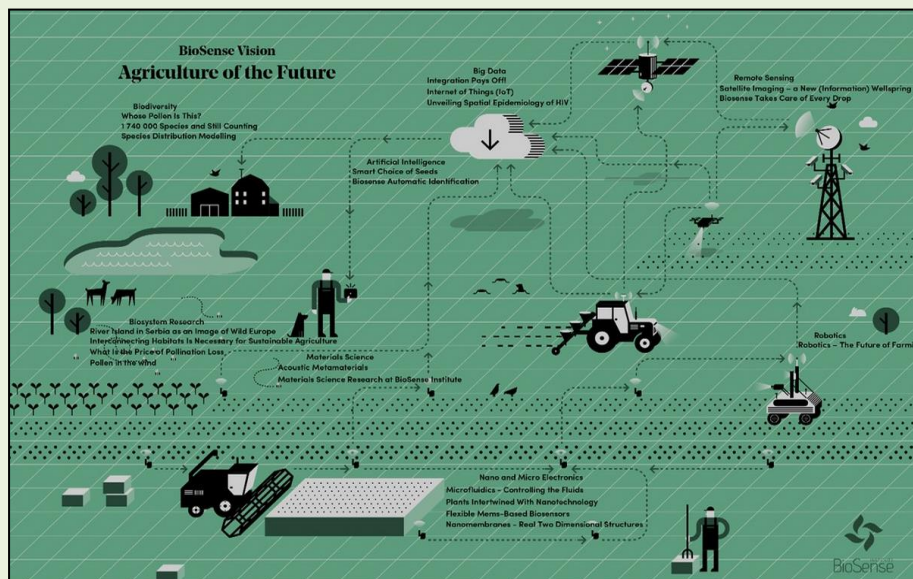 BioSense Vision
Agriculture of the Future
Big Data
Integration Pays Off!
Internet of Things (IoT)
Unveiling Spatial Epidemiology of HIV
Remote Sensing
Satellite Imaging – a New (Information) Wellspring
Biosense Takes Care of Every Drop
Biodiversity
Whose Pollen Is This?
1 740 000 Species and Still Counting
Species Distribution Modelling
Artificial Intelligence
Smart Choice of Seeds
Biosense Automatic Identification
Biosystem Research
River Island in Serbia as an Image of Wild Europe
Interconnecting Habitats Is Necessary for Sustainable Agriculture
What Is the Price of Pollination Loss
Pollen in the Wind
Robotics
Robotics – The Future of Farmi
Materials Science
Acoustic Metamaterials
Materials Science Research at BioSense Institute
Nano and Micro Electronics
Microfluidics – Controlling the Fluids
Plants Intertwined With Nanotechnology
Flexible Mems-Based Biosensors
Nanomembranes – Real Two Dimensional Structures
BioSense